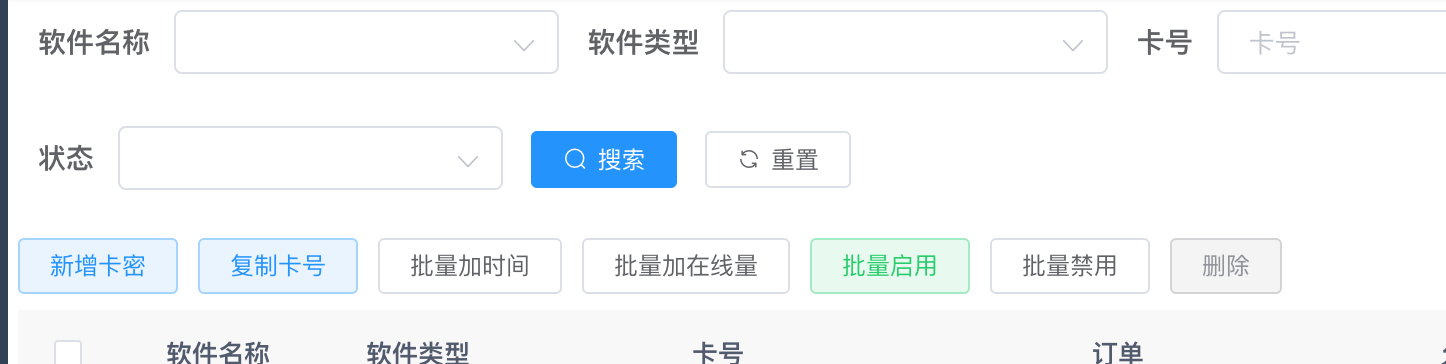 软件名称 软件类型 卡号 卡号
状态 搜索 重置
新增卡密 复制卡号 批量加时间 批量加在线量 批量启用 批量禁用 删除
软件名称 软件类型 卡号 订单